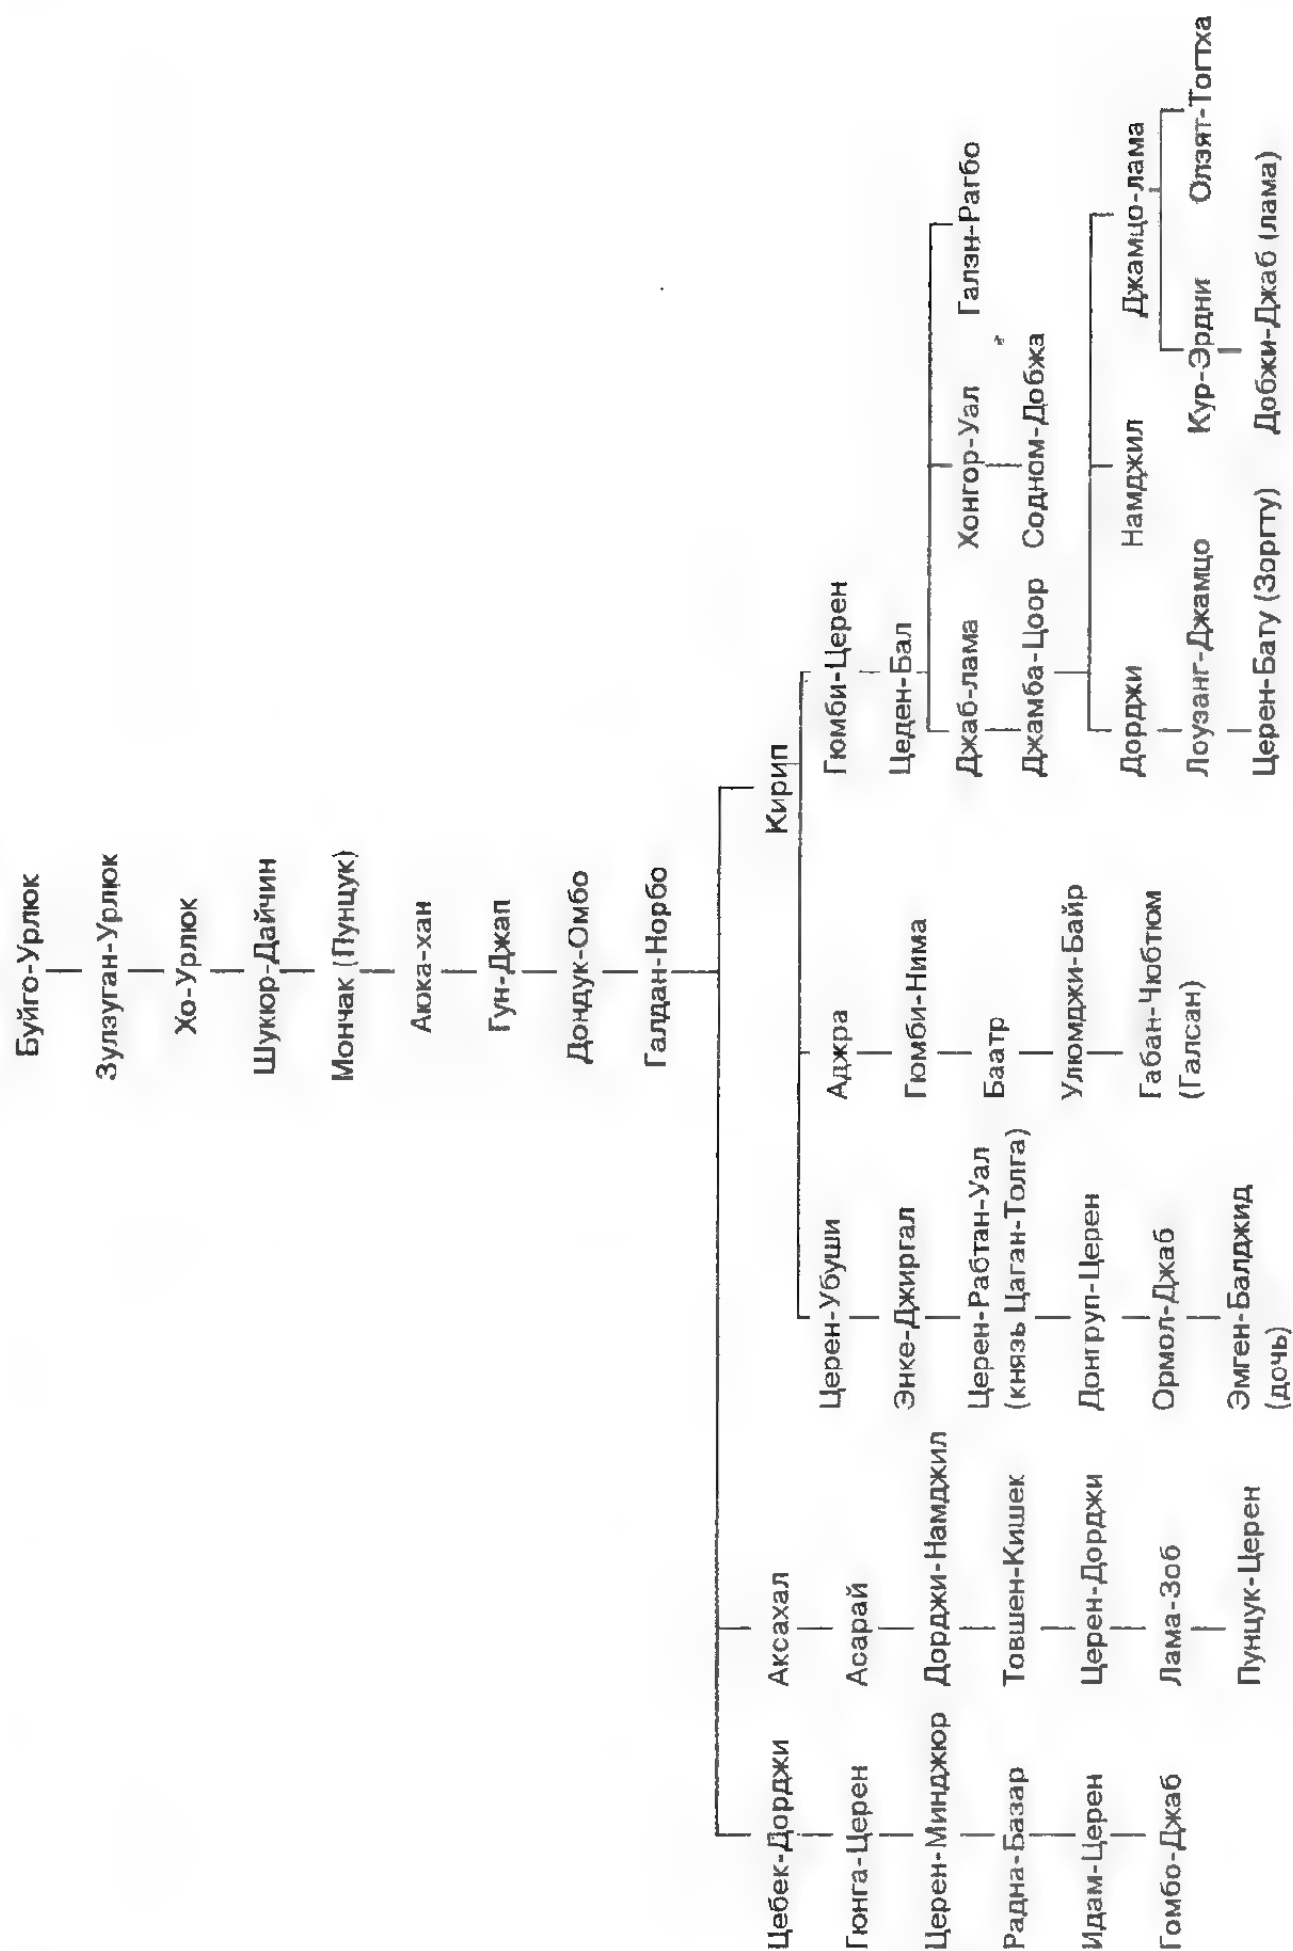 Буйго-Урлюк
Зулзуган-Урлюк
Хо-Урлюк
Шукюр-Дайчин
Мончак (Пунцук)
Аюка-хан
Гун-Джап
Дондук-Омбо
Галдан-Норбо
Цебек-Дорджи
Гюнга-Церен
Церен-Минджюр
Радна-Базар
Идам-Церен
Гомбо-Джаб
Аксахал
Асарай
Дорджи-Намджил
Товшен-Кишек
Церен-Дорджи
Лама-Зоб
Пунцук-Церен
Кирип
Церен-Убуши
Энке-Джиргал
Церен-Рабтан-Уал
(князь Цаган-Толга)
Донгруп-Церен
Ормол-Джаб
Эмген-Балджид
(дочь)
Аджра
Гюмби-Нима
Баатр
Улюмджи-Байр
Габан-Чюбтюм
(Галсан)
Гюмби-Церен
Цеден-Бал
Джаб-лама
Хонгор-Уал
Галэн-Рагбо
Джамба-Цоор
Содном-Добжа
Дорджи
Намджил
Джамцо-лама
Лоузанг-Джамцо
Кур-Эрдни
Олзят-Тогтха
Церен-Бату (Зоргту)
Добжи-Джаб (лама)